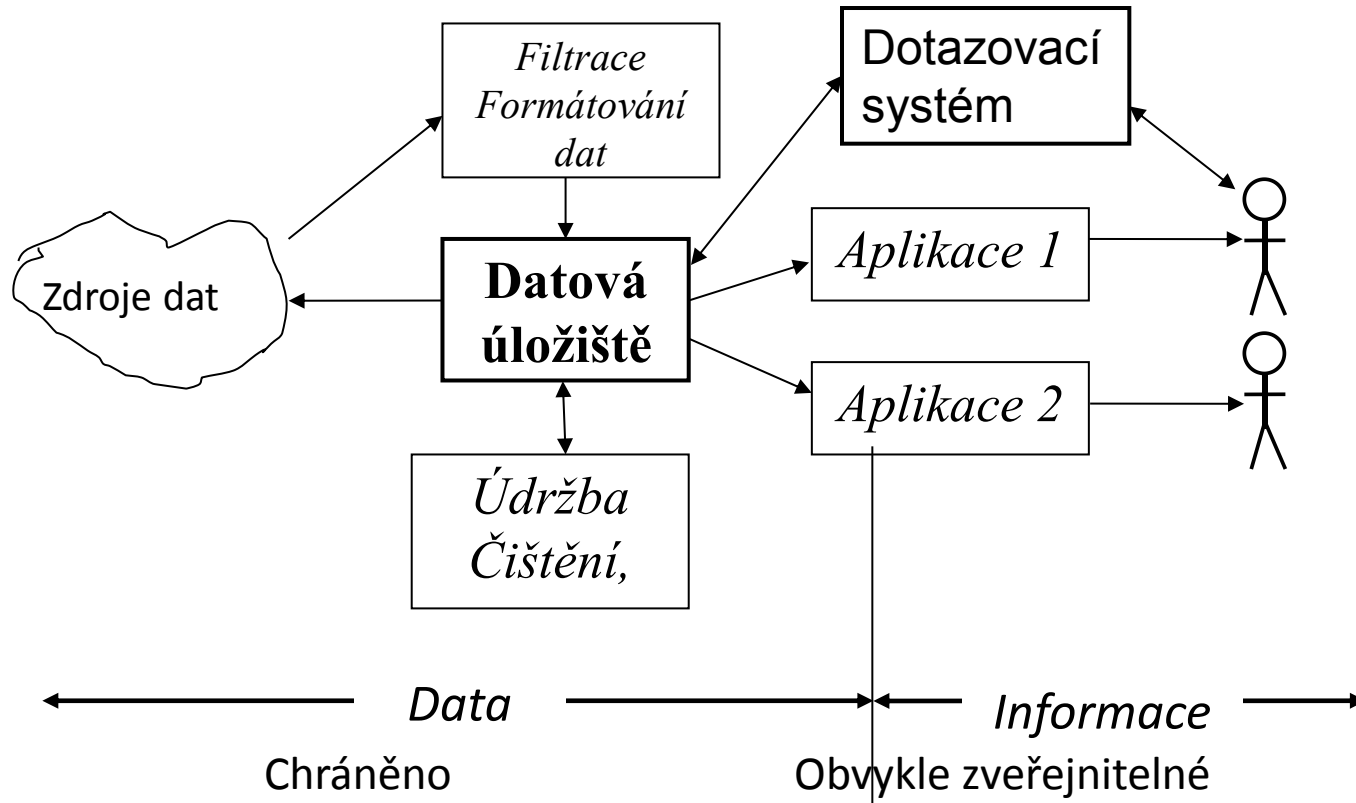 Filtrace
Formátování
dat
Dotazovací
systém
Zdroje dat
Datová
úložiště
Aplikace 1
Aplikace 2
Údržba
Čištění,
Data
Informace
Chráněno
Obvykle zveřejnitelné